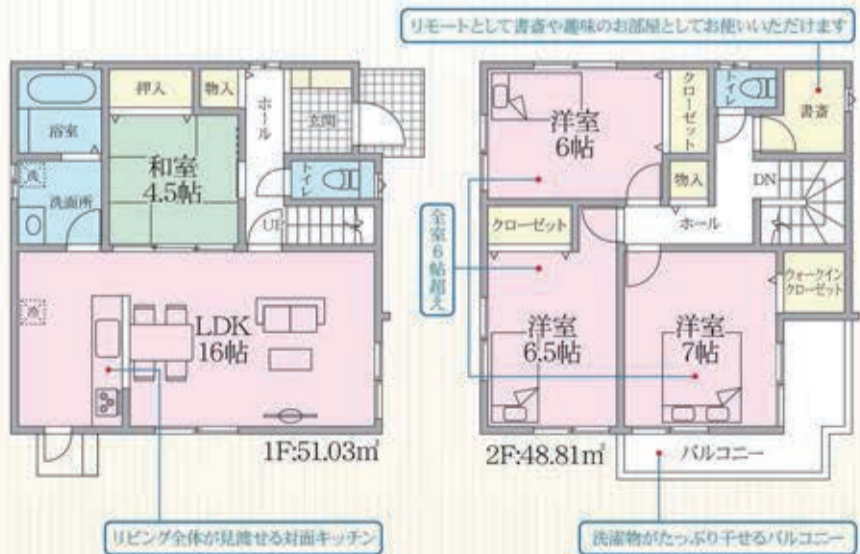 リモートとして書斎や趣味のお部屋としてお使いいただけます
浴室
押入
物入
ホール
玄関
洗
洗面所
和室
4.5帖
トイレ
UP
冷
LDK
16帖
1F:51.03㎡
リビング全体が見渡せる対面キッチン
洋室
6帖
クローゼット
トイレ
書斎
物入
DN
ホール
全室6帖超え
クローゼット
ウォークイン
クローゼット
洋室
6.5帖
洋室
7帖
2F:48.81㎡
バルコニー
洗濯物がたっぷり干せるバルコニー